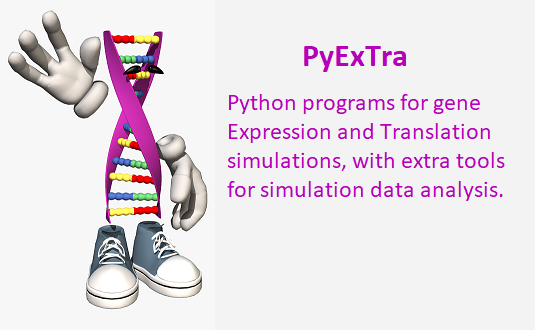 PyExTra
Python programs for gene
Expression and Translation
simulations, with extra tools
for simulation data analysis.